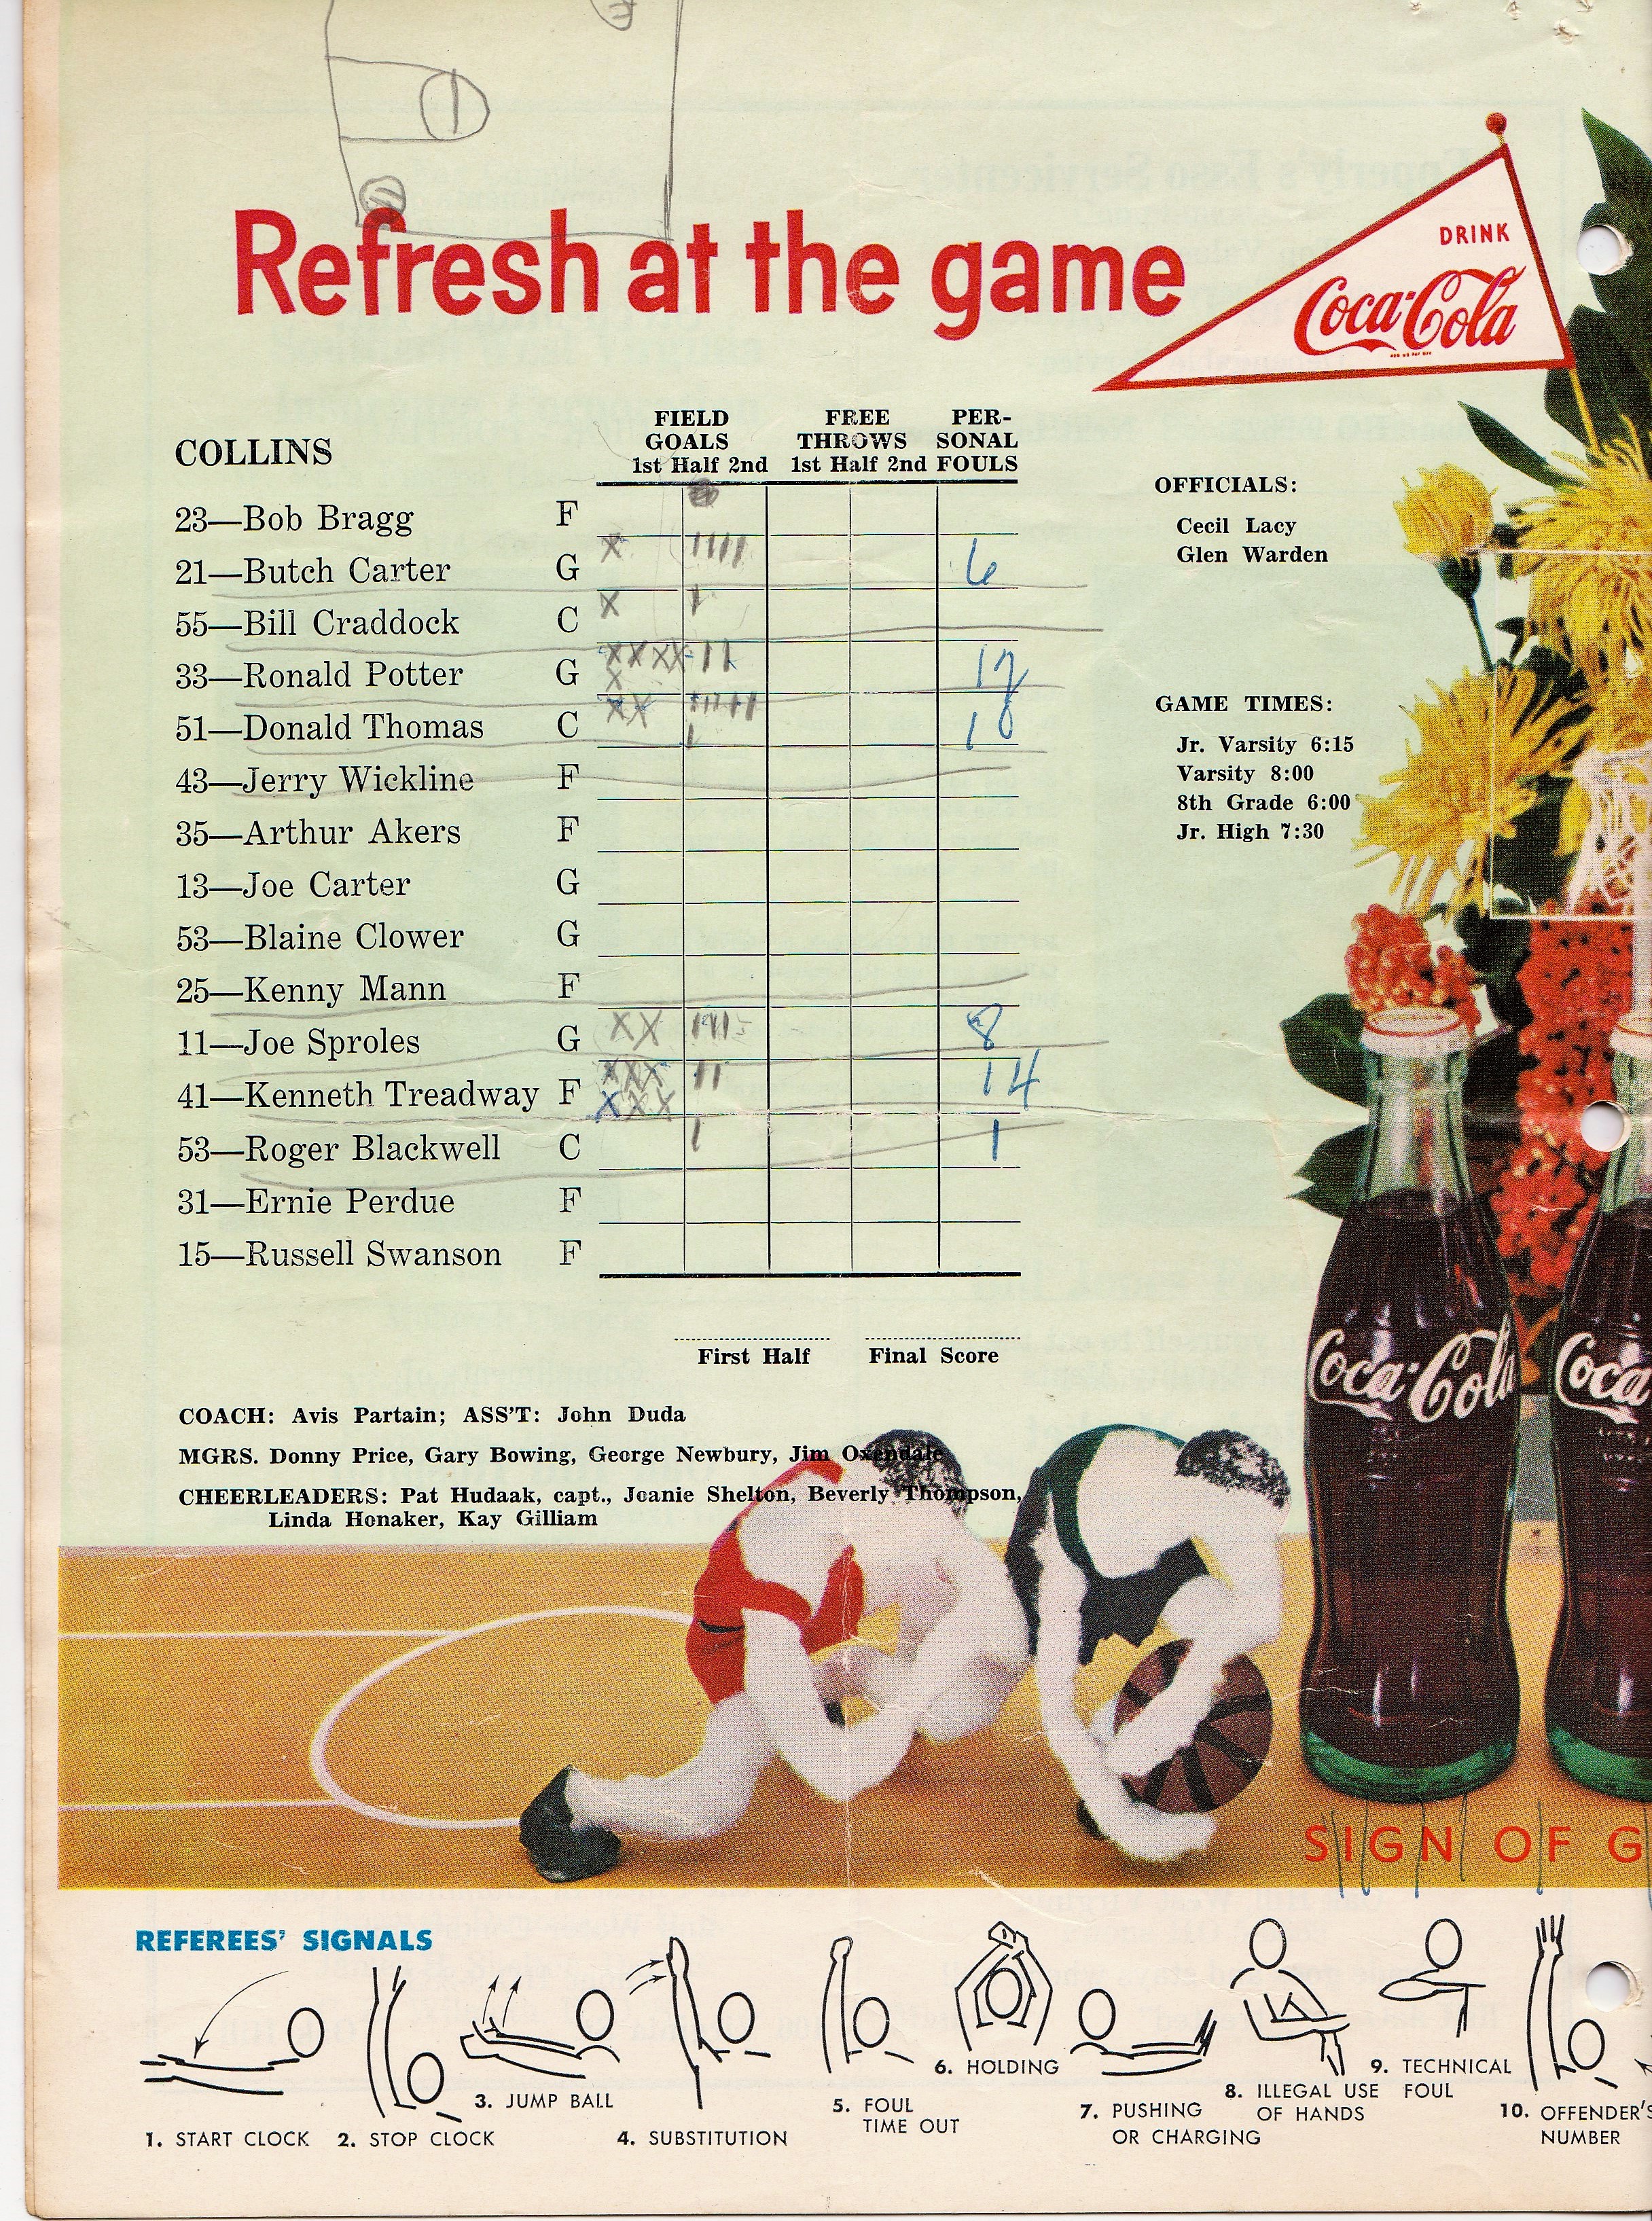 Refresh at the game
DRINK
Coca-Cola
COLLINS
FIELD GOALS 1st Half 2nd
FREE THROWS 1st Half 2nd
PER-SONAL FOULS
23—Bob Bragg F
21—Butch Carter G 6
55—Bill Craddock C
33—Ronald Potter G 12
51—Donald Thomas C 10
43—Jerry Wickline F
35—Arthur Akers F
13—Joe Carter G
53—Blaine Clower G
25—Kenny Mann F
11—Joe Sproles G 8
41—Kenneth Treadway F 14
53—Roger Blackwell C 1
31—Ernie Perdue F
15—Russell Swanson F
First Half Final Score
OFFICIALS:
Cecil Lacy
Glen Warden
GAME TIMES:
Jr. Varsity 6:15
Varsity 8:00
8th Grade 6:00
Jr. High 7:30
COACH: Avis Partain; ASS'T: John Duda
MGRS. Donny Price, Gary Bowing, George Newbury, Jim Oxendale
CHEERLEADERS: Pat Hudaak, capt., Jeanie Shelton, Beverly Thompson,
Linda Honaker, Kay Gilliam
Coca-Cola
Coca
SIGN OF G
REFEREES' SIGNALS
1. START CLOCK
2. STOP CLOCK
3. JUMP BALL
4. SUBSTITUTION
5. FOUL
TIME OUT
6. HOLDING
7. PUSHING
OR CHARGING
8. ILLEGAL USE
OF HANDS
9. TECHNICAL
FOUL
10. OFFENDER'S
NUMBER